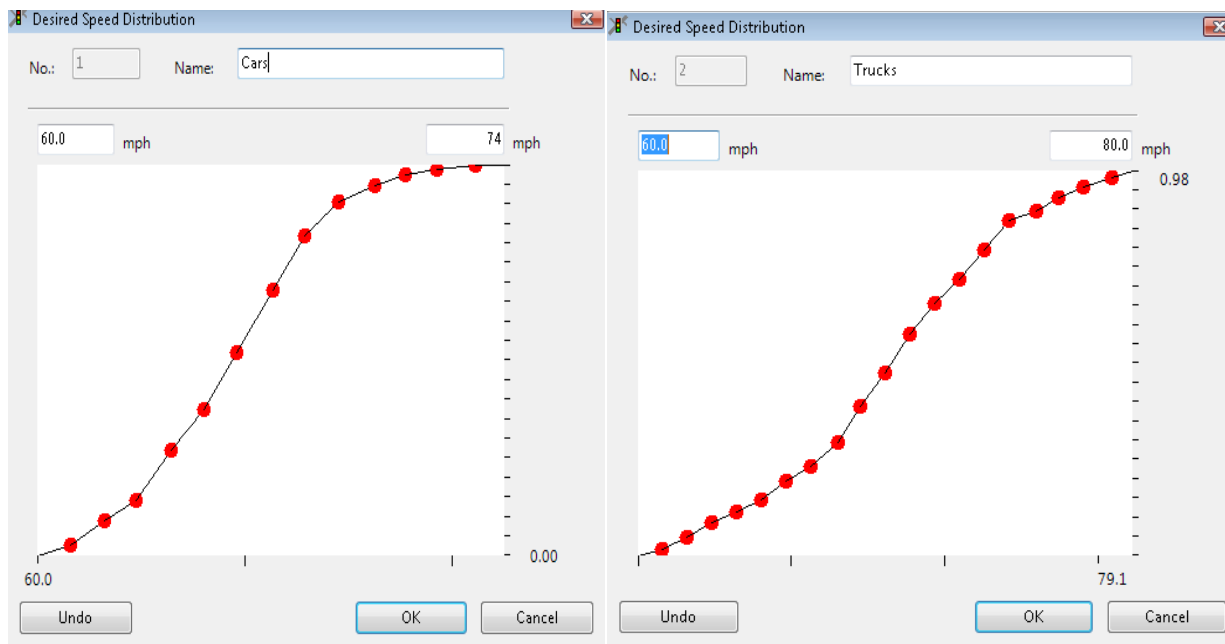 Desired Speed Distribution
No.: 1 Name: Cars
60.0 mph 74 mph
0.00
60.0
Undo OK Cancel
Desired Speed Distribution
No.: 2 Name: Trucks
60.0 mph 80.0 mph
0.98
79.1
Undo OK Cancel